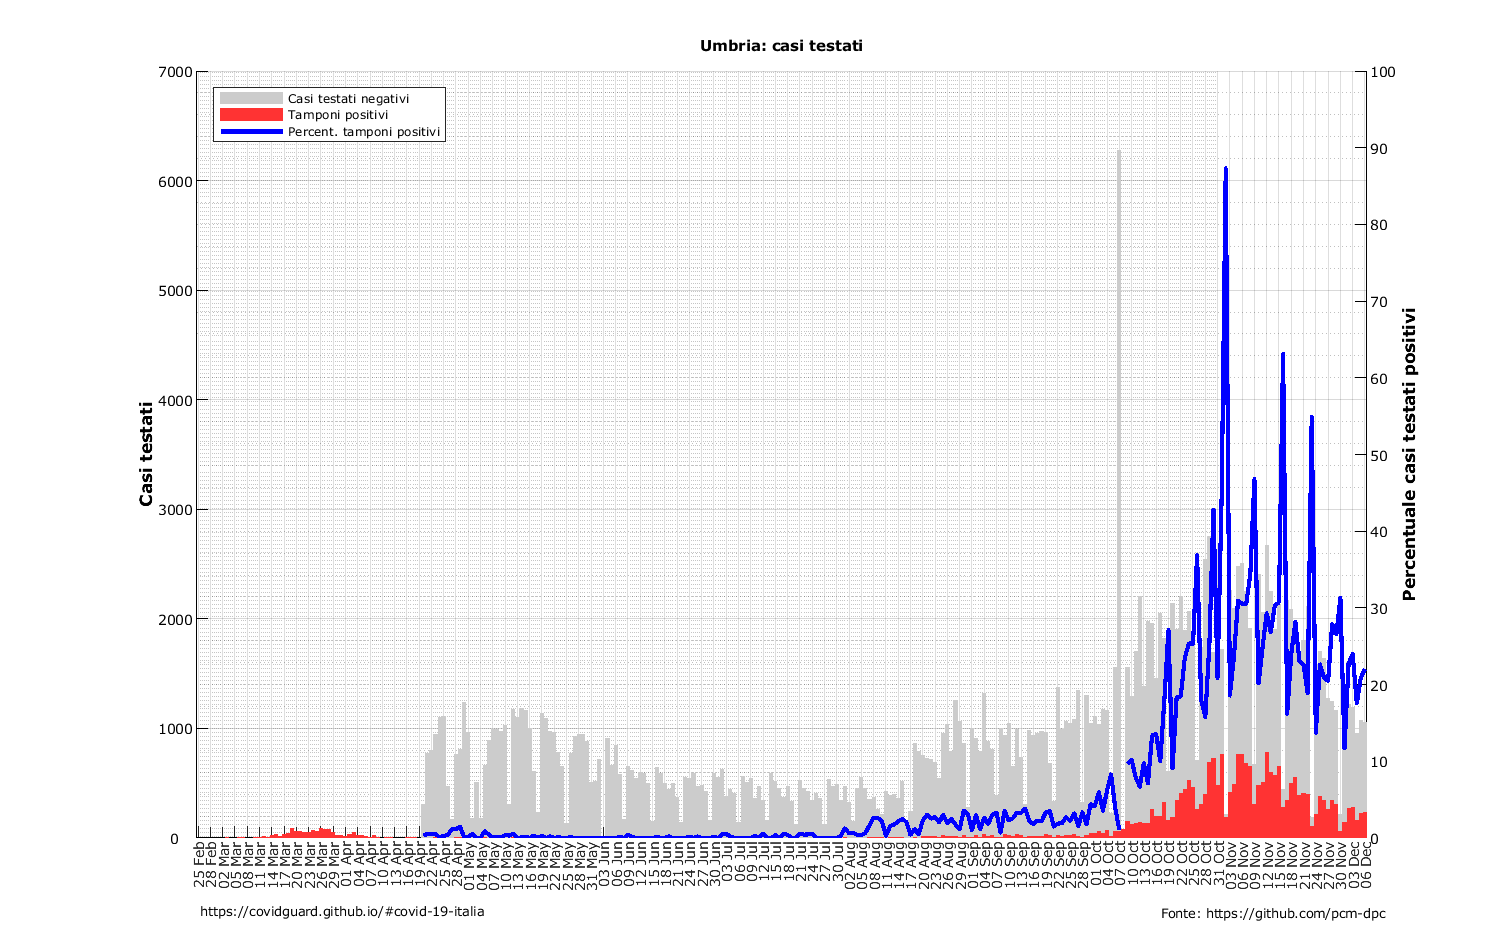 Umbria: casi testati
Casi testati negativi
Tamponi positivi
Percent. tamponi positivi
7000
6000
5000
4000
3000
2000
1000
0
Casi testati
100
90
80
70
60
50
40
30
20
10
0
Percentuale casi testati positivi
25 Feb
28 Feb
02 Mar
05 Mar
08 Mar
11 Mar
14 Mar
17 Mar
20 Mar
23 Mar
26 Mar
29 Mar
01 Apr
04 Apr
07 Apr
10 Apr
13 Apr
16 Apr
19 Apr
22 Apr
25 Apr
28 Apr
01 May
04 May
07 May
10 May
13 May
16 May
19 May
22 May
25 May
28 May
31 May
03 Jun
06 Jun
09 Jun
12 Jun
15 Jun
18 Jun
21 Jun
24 Jun
27 Jun
30 Jun
03 Jul
06 Jul
09 Jul
12 Jul
15 Jul
18 Jul
21 Jul
24 Jul
27 Jul
30 Jul
02 Aug
05 Aug
08 Aug
11 Aug
14 Aug
17 Aug
20 Aug
23 Aug
26 Aug
29 Aug
01 Sep
04 Sep
07 Sep
10 Sep
13 Sep
16 Sep
19 Sep
22 Sep
25 Sep
28 Sep
01 Oct
04 Oct
07 Oct
10 Oct
13 Oct
16 Oct
19 Oct
22 Oct
25 Oct
28 Oct
31 Oct
03 Nov
06 Nov
09 Nov
12 Nov
15 Nov
18 Nov
21 Nov
24 Nov
27 Nov
30 Nov
03 Dec
06 Dec
https://covidguard.github.io/#covid-19-italia
Fonte: https://github.com/pcm-dpc